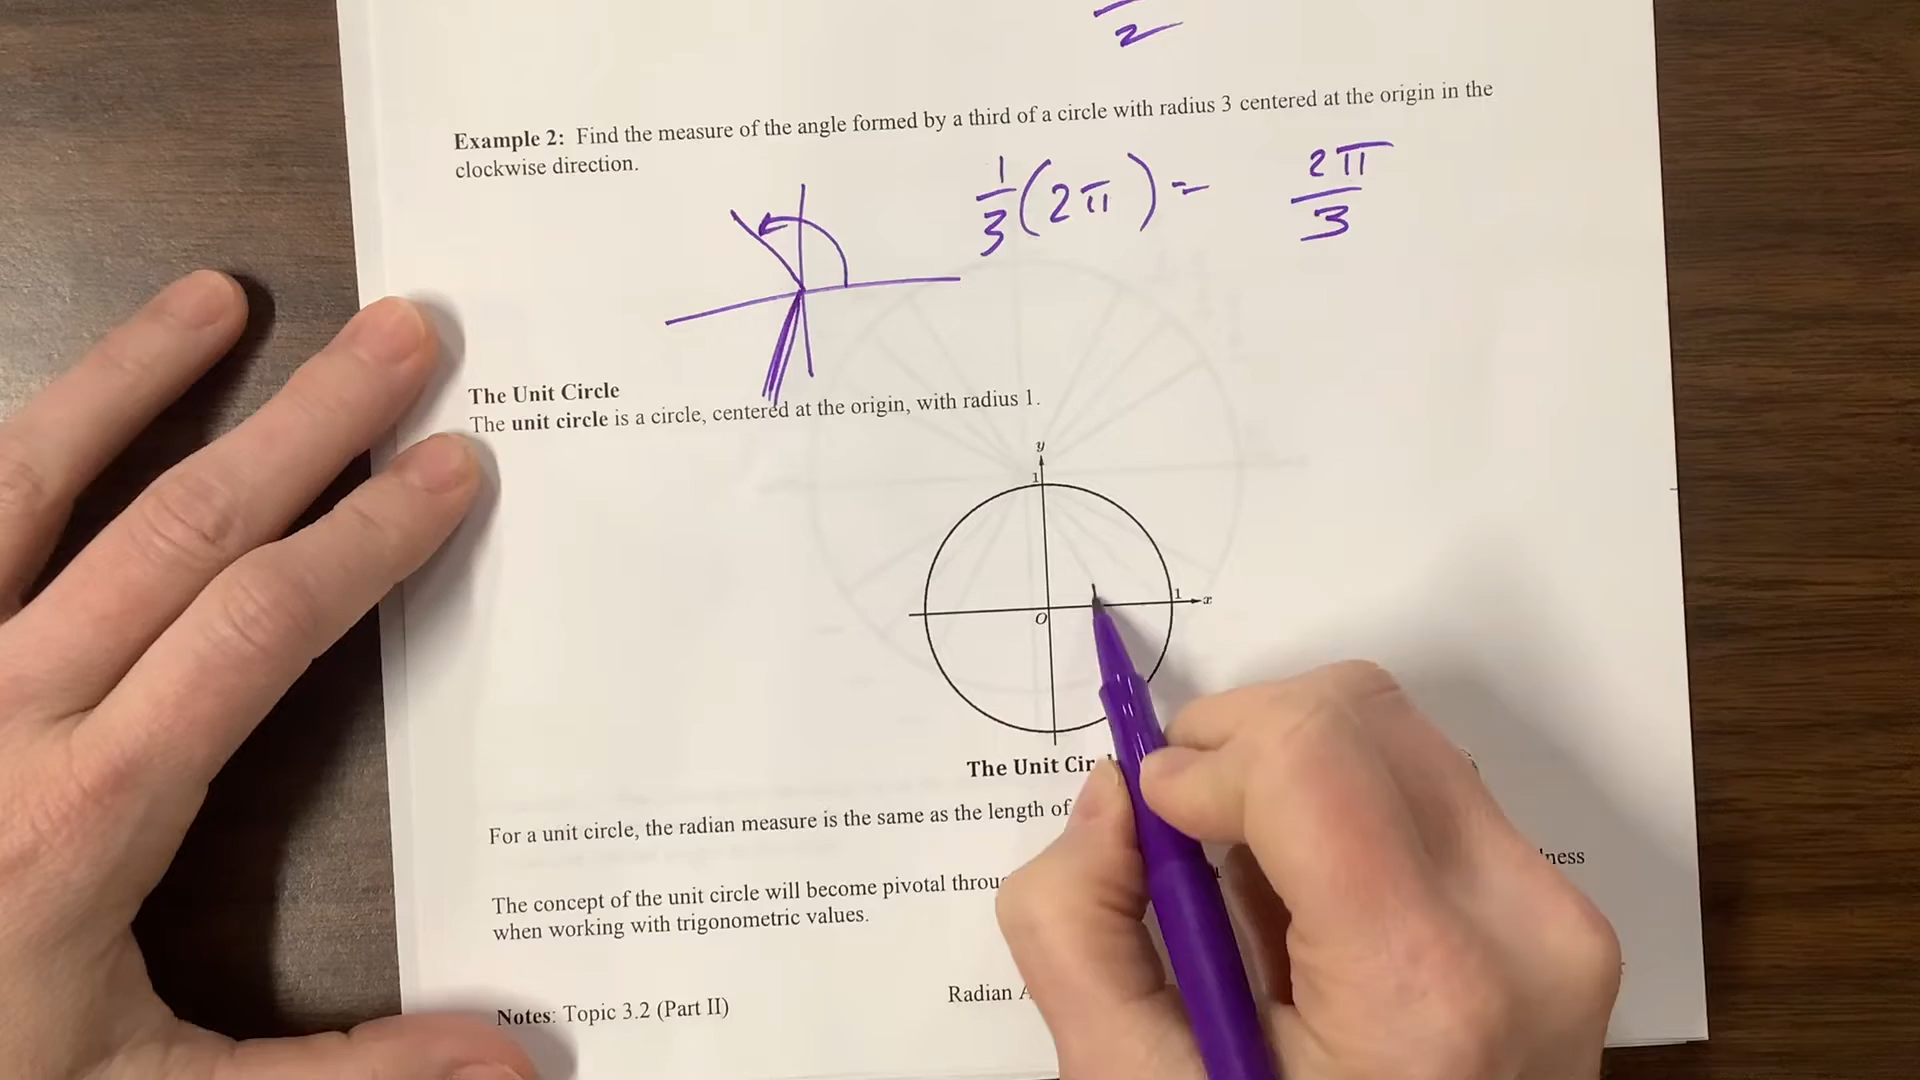 2
Example 2: Find the measure of the angle formed by a third of a circle with radius 3 centered at the origin in the
clockwise direction.
1/3 (2π) = 2π/3
The Unit Circle
The unit circle is a circle, centered at the origin, with radius 1.
y
1
1 x
O
The Unit
For a unit circle, the radian measure is the same as the length of
The concept of the unit circle will become pivotal
when working with trigonometric values.
Notes: Topic 3.2 (Part II) Radian